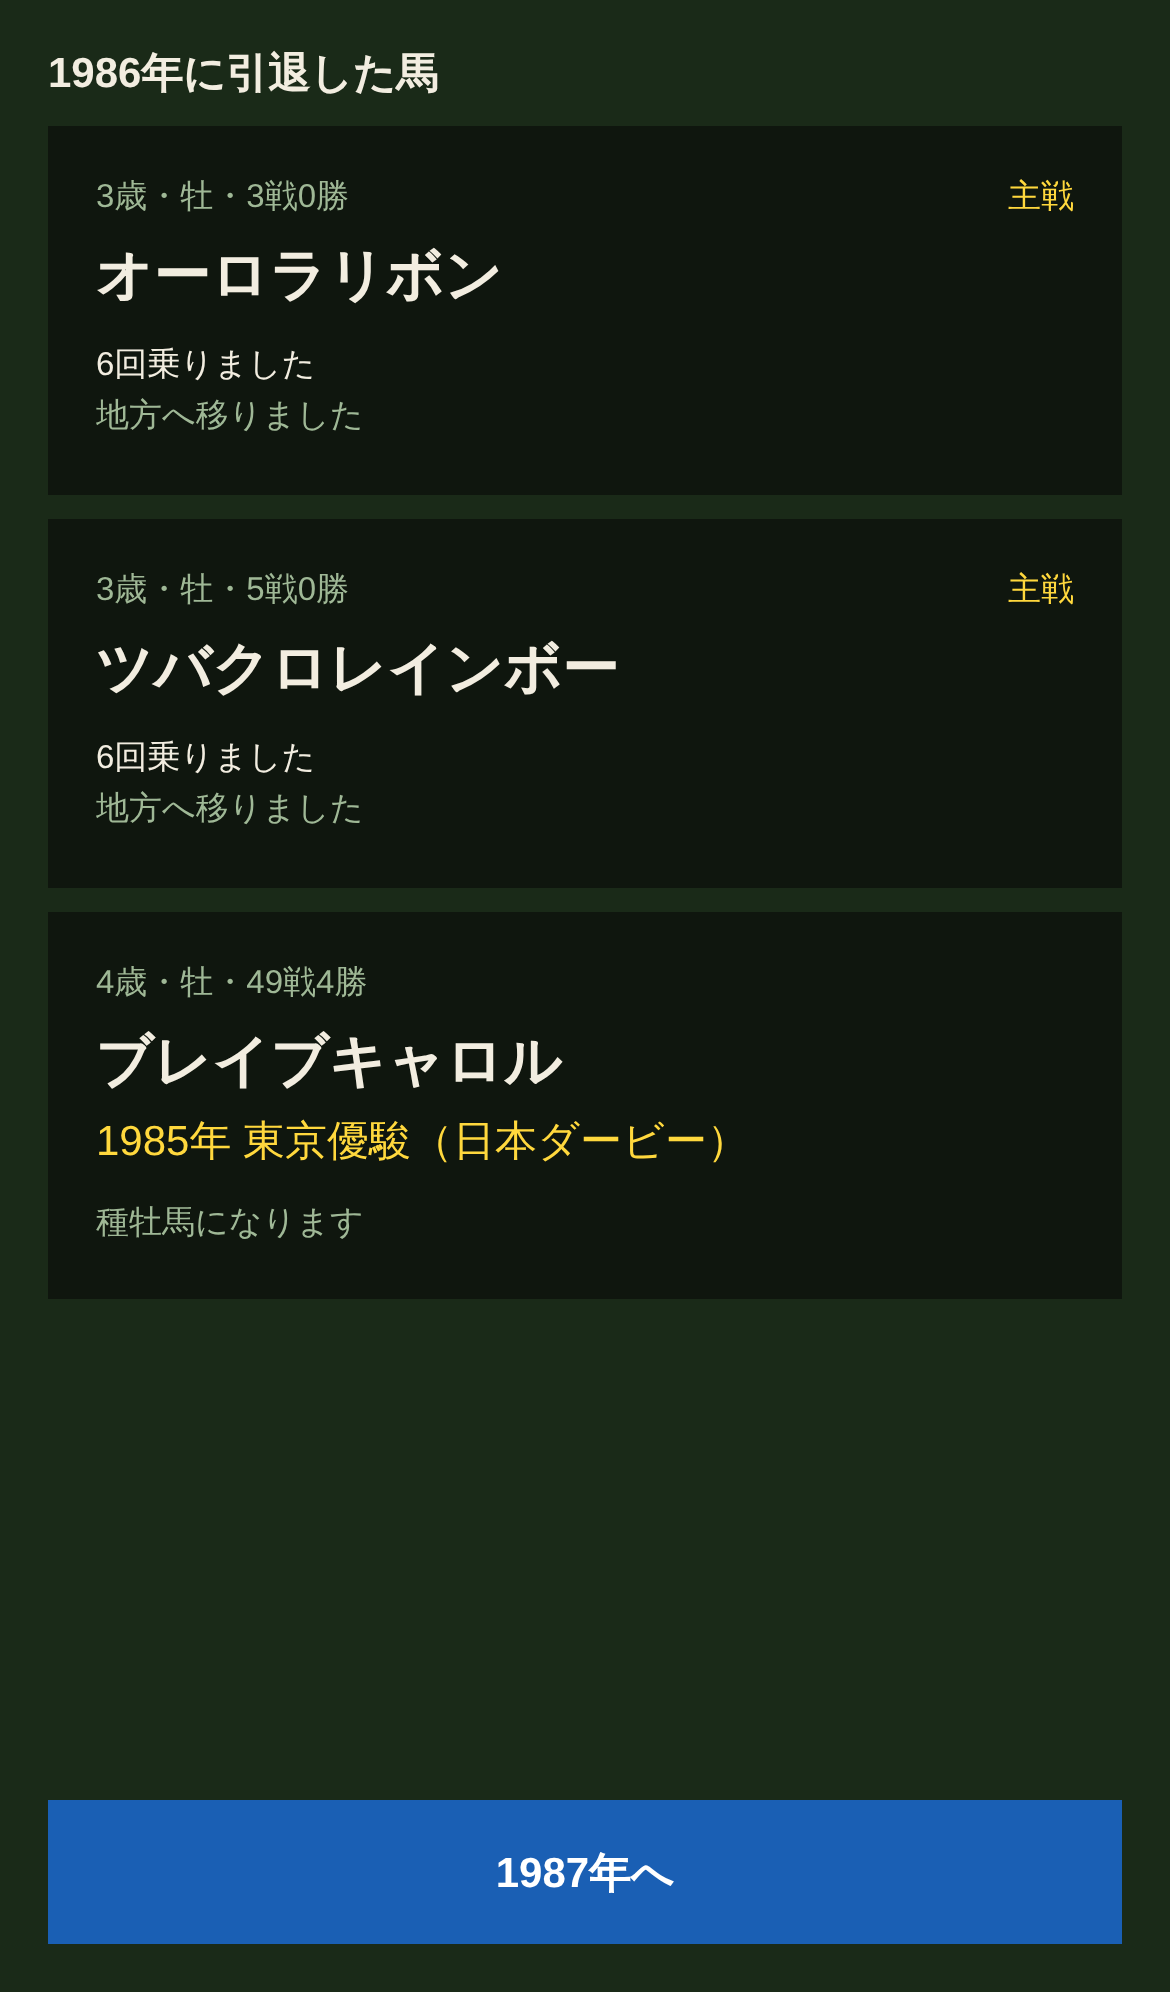 1986年に引退した馬
3歳・牡・3戦0勝 主戦
オーロラリボン
6回乗りました
地方へ移りました
3歳・牡・5戦0勝 主戦
ツバクロレインボー
6回乗りました
地方へ移りました
4歳・牡・49戦4勝
ブレイブキャロル
1985年 東京優駿（日本ダービー）
種牡馬になります
1987年へ